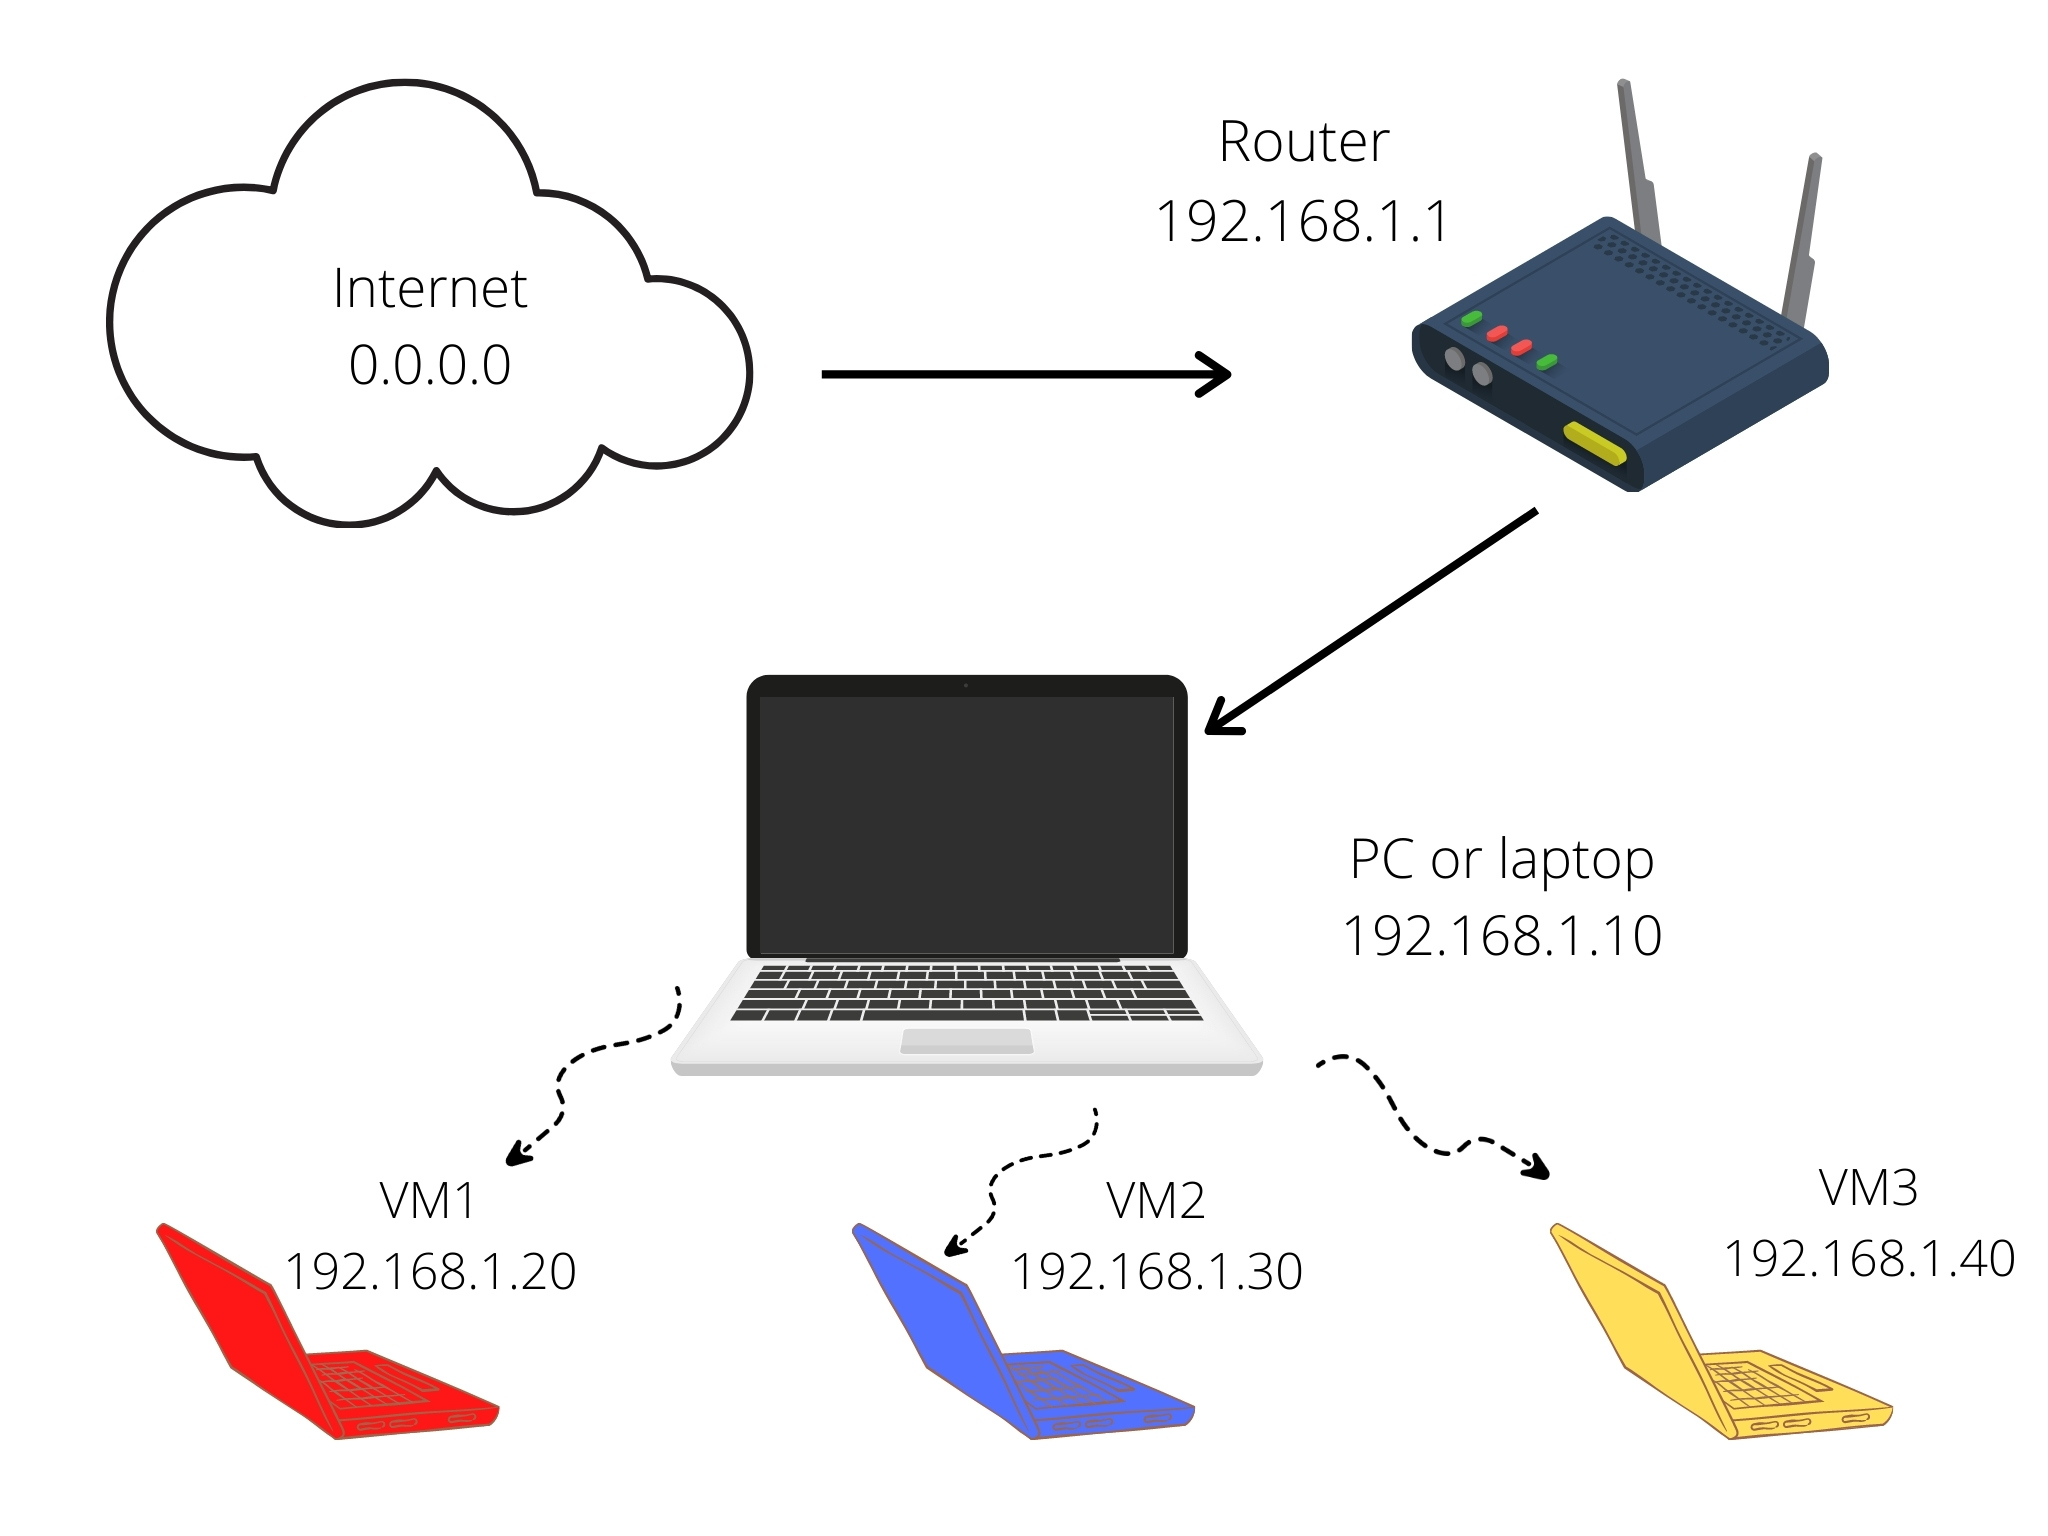 Router
192.168.1.1
Internet
0.0.0.0
PC or laptop
192.168.1.10
VM1
192.168.1.20
VM2
192.168.1.30
VM3
192.168.1.40